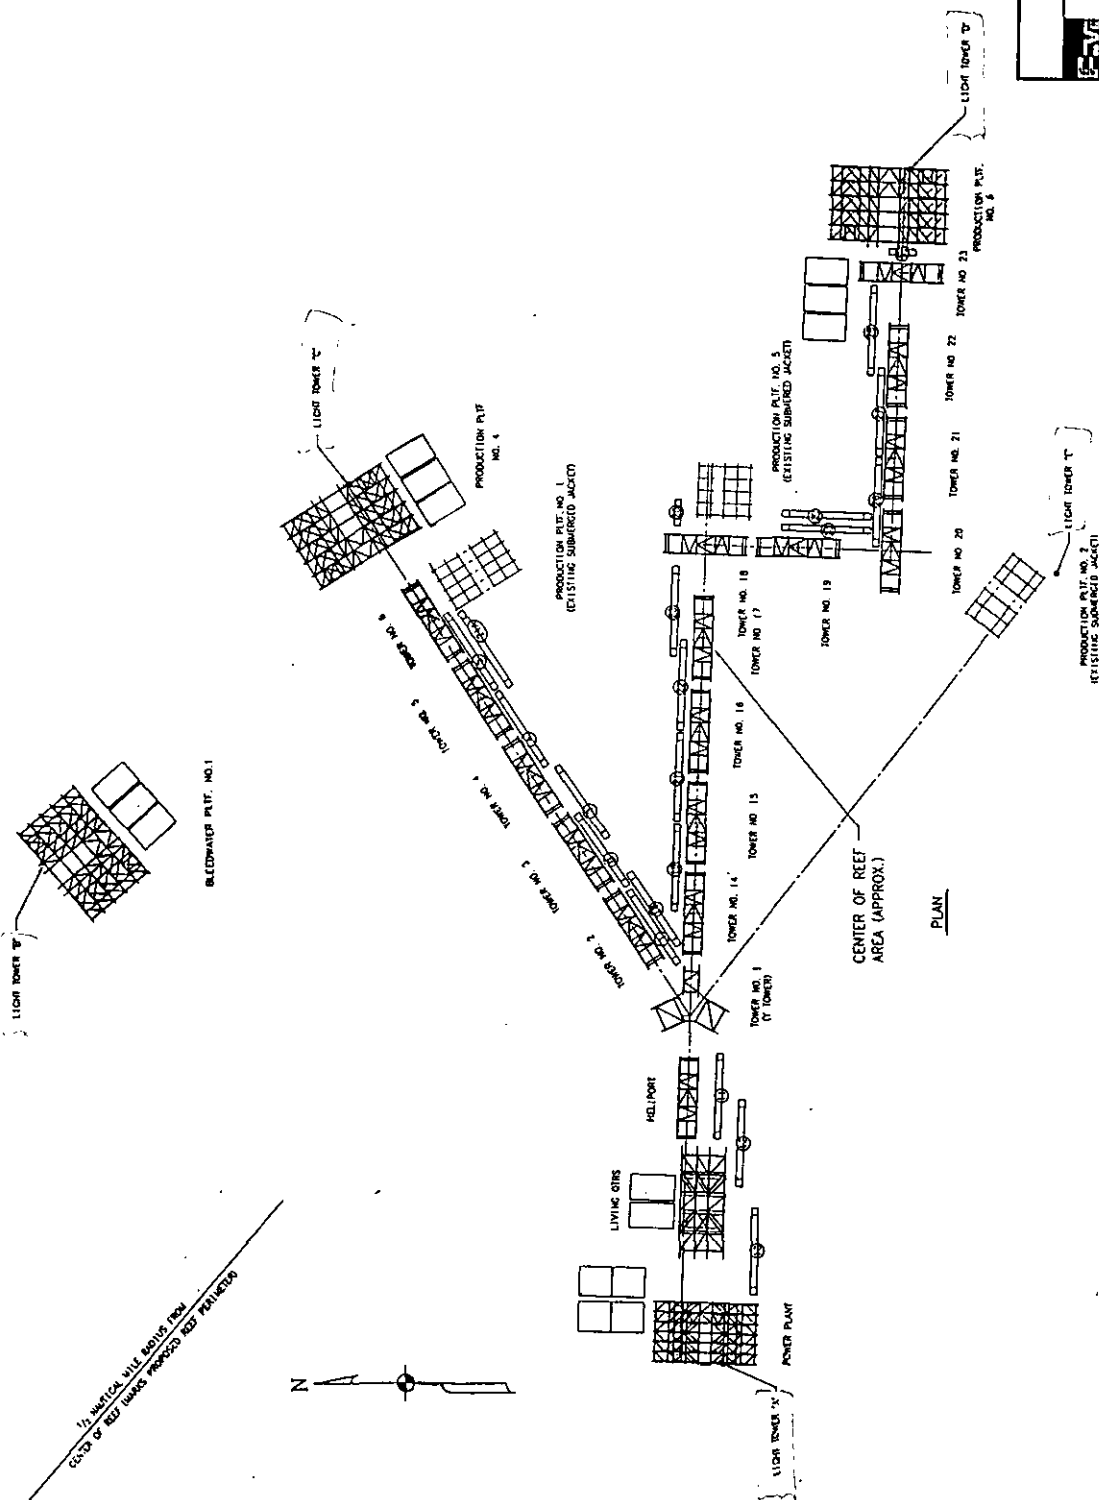 LIGHT TOWER "D"
PRODUCTION PLTF.
NO. 6
TOWER NO 23
TOWER NO 22
TOWER NO. 21
TOWER NO 20
PRODUCTION PLTF. NO. 5
(EXISTING SUBMERGED JACKET)
LIGHT TOWER "C"
PRODUCTION PLTF
NO. 4
PRODUCTION PLTF. NO. 1
(EXISTING SUBMERGED JACKET)
TOWER NO. 6
TOWER NO. 5
TOWER NO. 4
TOWER NO. 3
TOWER NO. 2
TOWER NO. 18
TOWER NO 17
TOWER NO. 19
TOWER NO. 16
TOWER NO 15
TOWER NO. 14
LIGHT TOWER
PRODUCTION PLTF. NO. 2
(EXISTING SUBMERGED JACKET)
CENTER OF REEF
AREA (APPROX.)
PLAN
TOWER NO. 1
(Y TOWER)
BLEEDWATER PLTF. NO.1
LIGHT TOWER "B"
HELIPORT
LIVING QTRS
POWER PLANT
LIGHT TOWER "A"
N
1/2 NAUTICAL MILE RADIUS FROM
CENTER OF REEF (MARKS PROPOSED REEF PERIMETER)